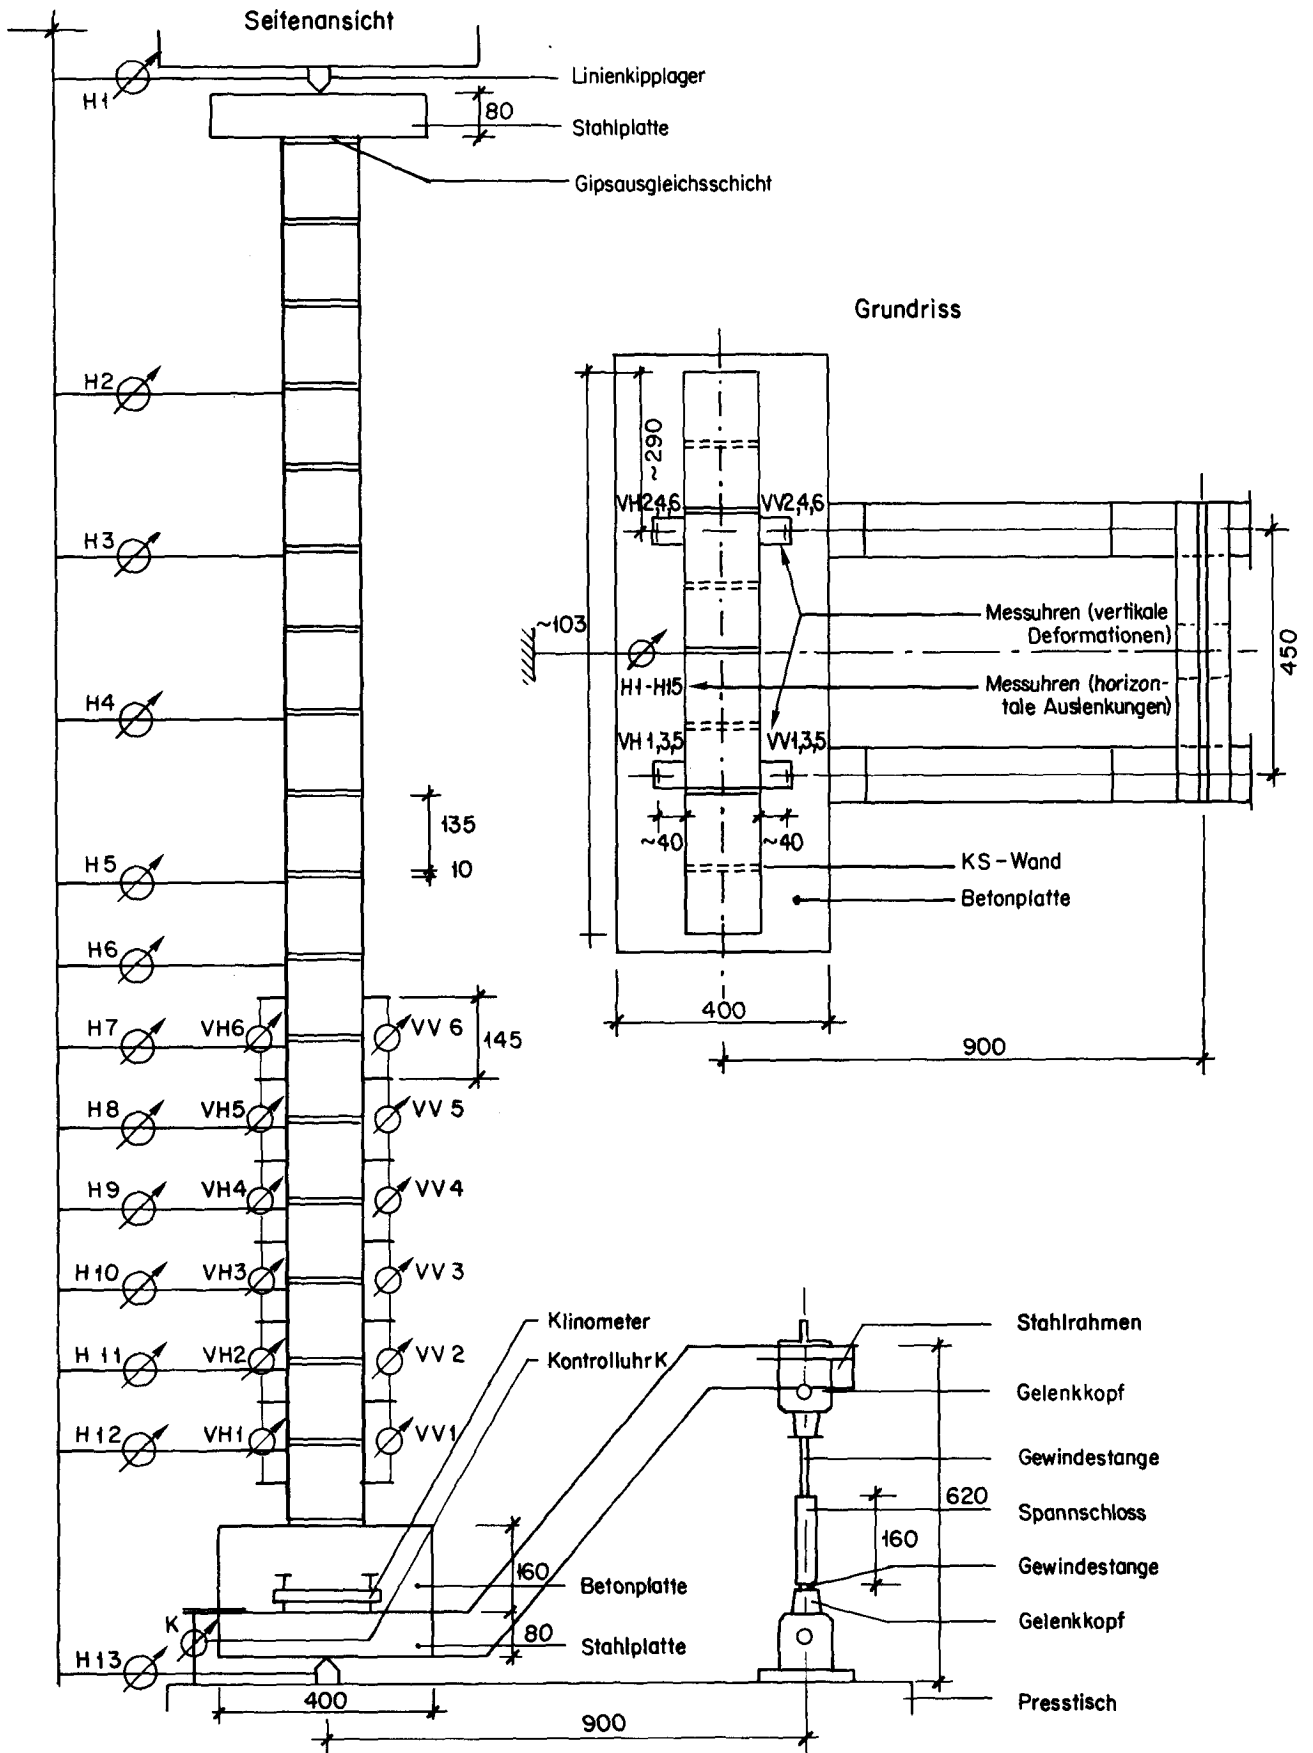 Seitenansicht
H1
Linienkipplager
80
Stahlplatte
Gipsausgleichsschicht
H2
H3
H4
135
10
H5
H6
H7
VH6
VV 6
145
H8
VH5
VV 5
H9
VH4
VV 4
H10
VH3
VV 3
H 11
VH2
VV 2
H12
VH1
VV1
Klinometer
Kontrolluhr K
160
Betonplatte
K
80
Stahlplatte
H13
400
900
Grundriss
~290
VH2,4,6
VV2,4,6
~103
Messuhren (vertikale
Deformationen)
450
H1-H15
Messuhren (horizon-
tale Auslenkungen)
VH 1,3,5
VV1,3,5
~40
~40
KS-Wand
Betonplatte
400
900
Stahlrahmen
Gelenkkopf
Gewindestange
620
Spannschloss
160
Gewindestange
Gelenkkopf
Presstisch